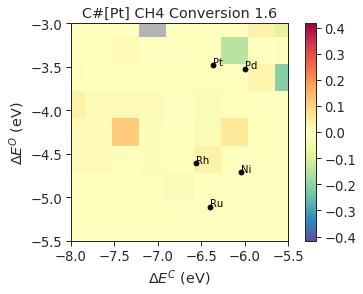 C#[Pt] CH4 Conversion 1.6
−3.0
−3.5
−4.0
−4.5
−5.0
−5.5
ΔE^O (eV)
Pt
Pd
Rh
Ni
Ru
−8.0 −7.5 −7.0 −6.5 −6.0 −5.5
ΔE^C (eV)
0.4
0.3
0.2
0.1
0.0
−0.1
−0.2
−0.3
−0.4